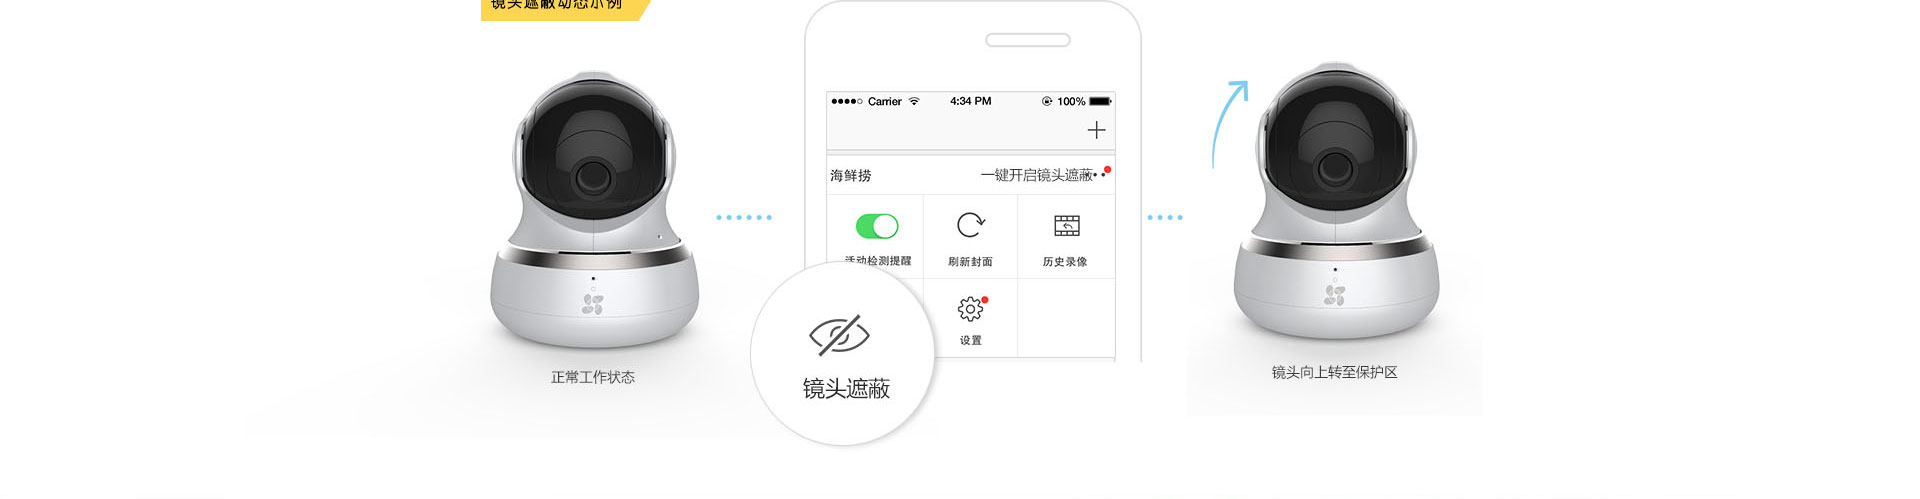 镜头遮蔽动态示例
Carrier
4:34 PM
100%
海鲜捞
一键开启镜头遮蔽
活动检测提醒
刷新封面
历史录像
设置
镜头遮蔽
正常工作状态
镜头向上转至保护区